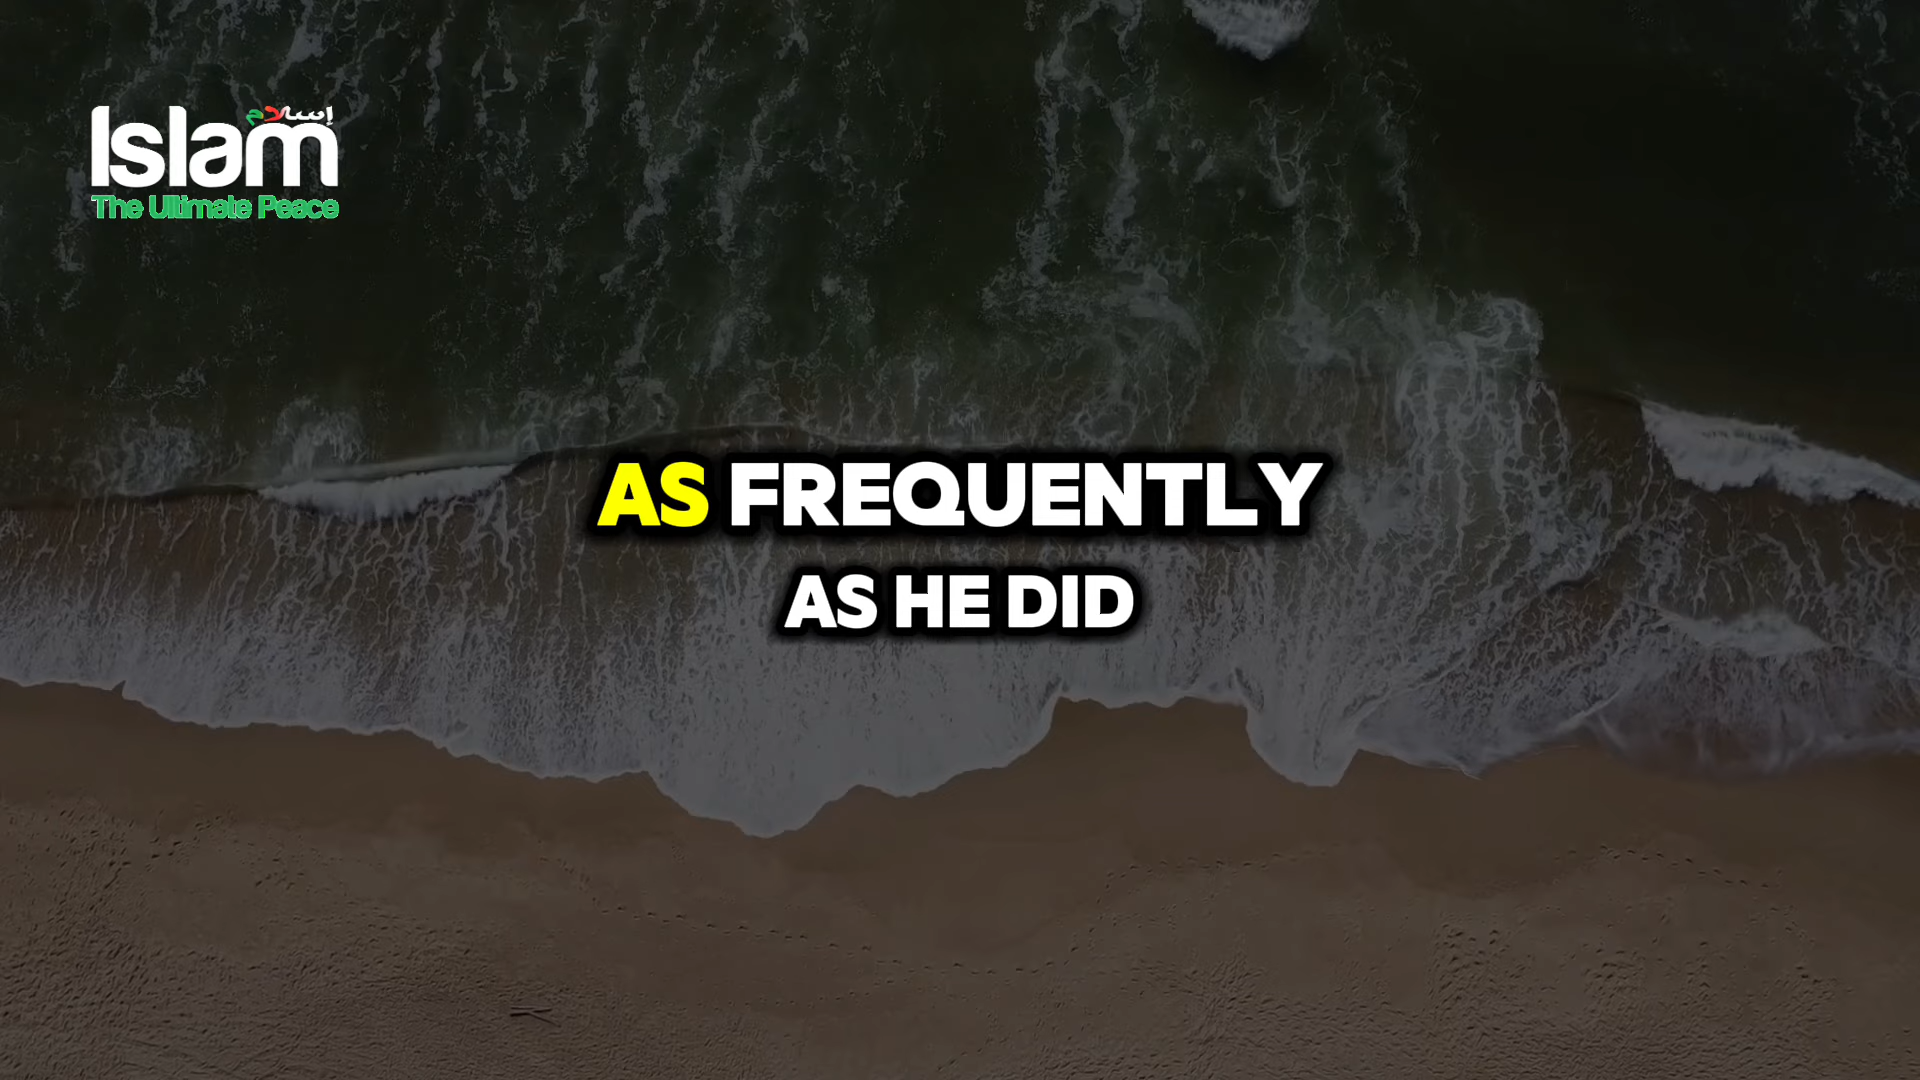 إسلام
Islam
The Ultimate Peace
AS FREQUENTLY
AS HE DID